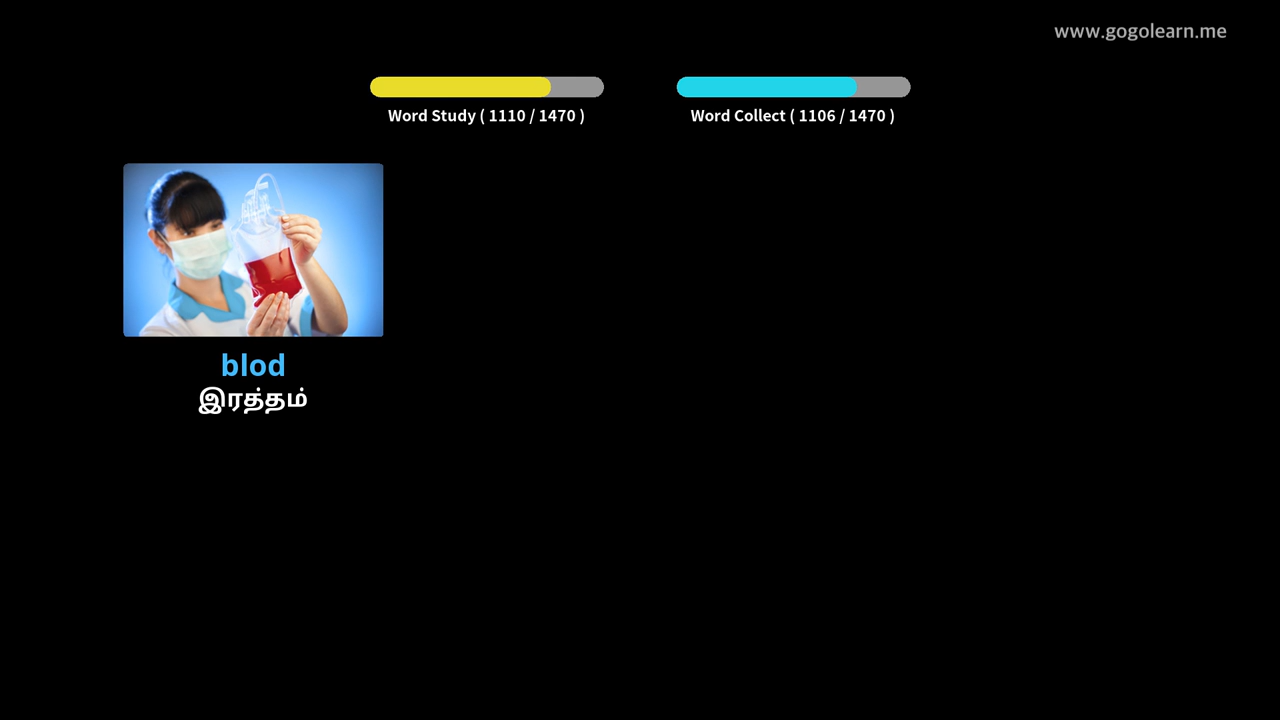 www.gogolearn.me
Word Study ( 1110 / 1470 )
Word Collect ( 1106 / 1470 )
blod
இரத்தம்